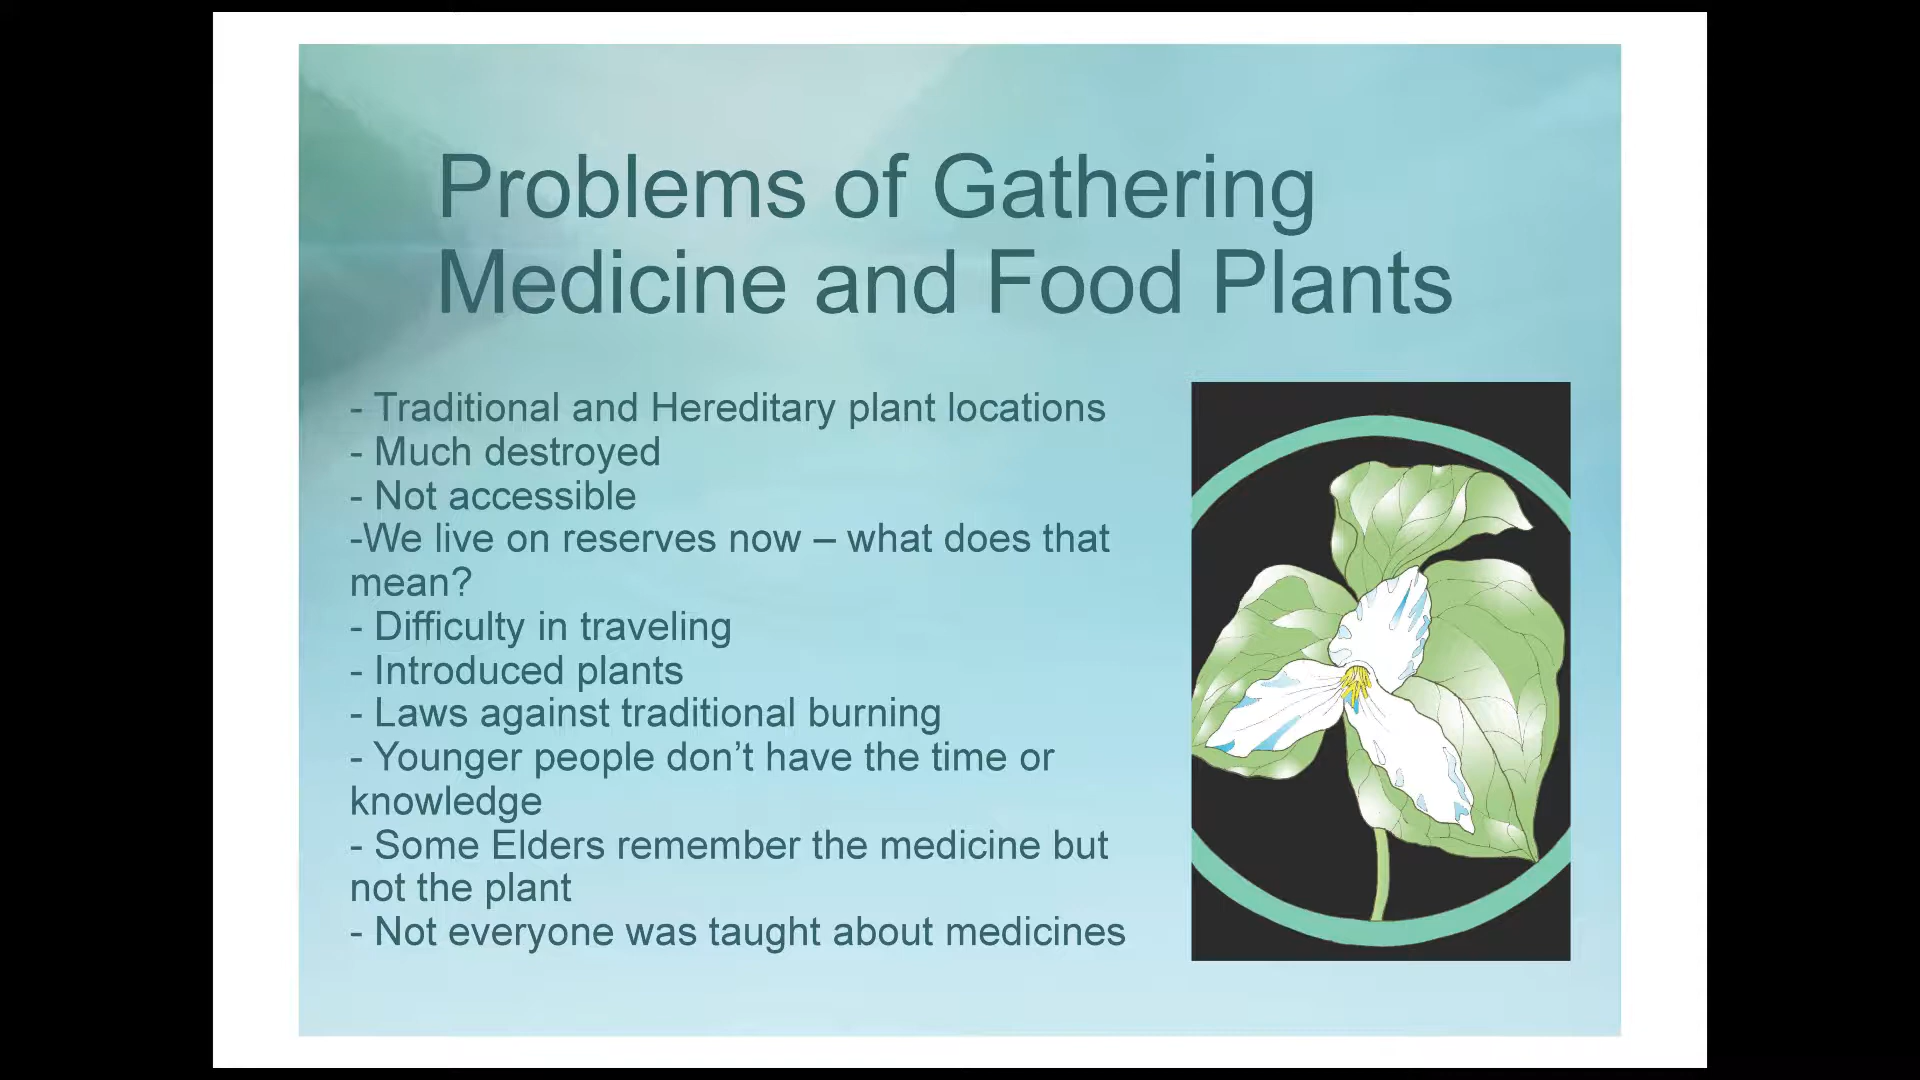 Problems of Gathering
Medicine and Food Plants
- Traditional and Hereditary plant locations
- Much destroyed
- Not accessible
-We live on reserves now – what does that
mean?
- Difficulty in traveling
- Introduced plants
- Laws against traditional burning
- Younger people don’t have the time or
knowledge
- Some Elders remember the medicine but
not the plant
- Not everyone was taught about medicines